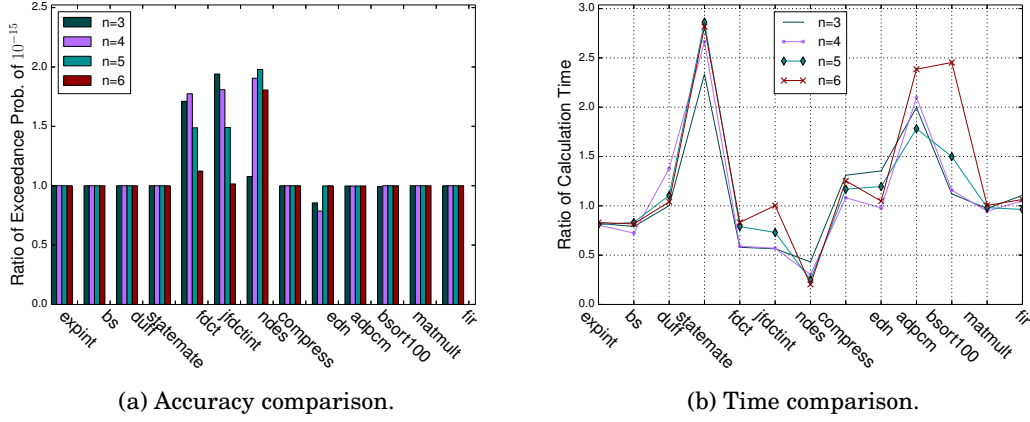 2.5
2.0
1.5
1.0
0.5
0.0
Ratio of Exceedance Prob. of 10⁻¹⁵
n=3
n=4
n=5
n=6
expint
bs
duff
statemate
fdct
jfdctint
ndes
compress
edn
adpcm
bsort100
matmult
fir
(a) Accuracy comparison.
3.0
2.5
2.0
1.5
1.0
0.5
0.0
Ratio of Calculation Time
n=3
n=4
n=5
n=6
expint
bs
duff
statemate
fdct
jfdctint
ndes
compress
edn
adpcm
bsort100
matmult
fir
(b) Time comparison.